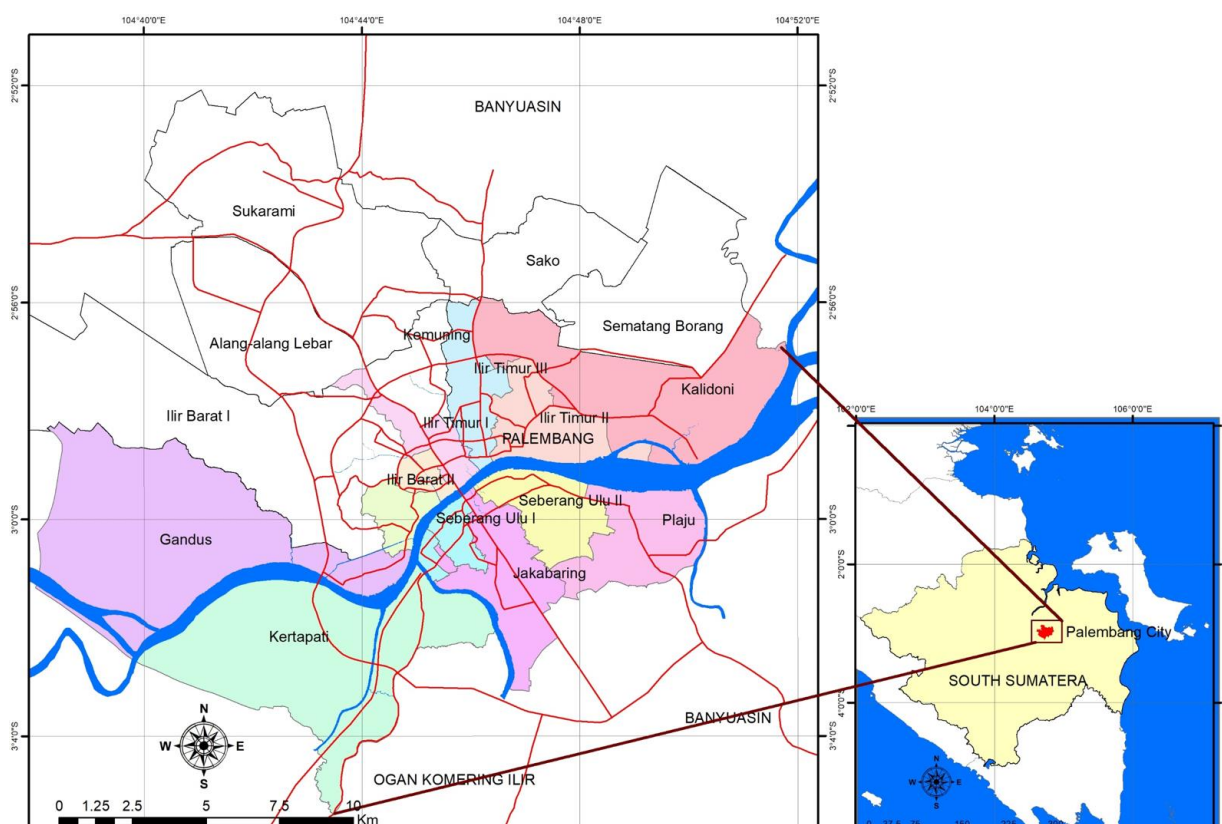 104°40'0"E 104°44'0"E 104°48'0"E 104°52'0"E
2°52'0"S 2°52'0"S
BANYUASIN
Sukarami
Sako
2°56'0"S 2°56'0"S
Sematang Borang
Kemuning
Alang-alang Lebar
Ilir Timur III
Kalidoni
Ilir Barat I
Ilir Timur I
Ilir Timur II
PALEMBANG
104°0'0"E 106°0'0"E
Ilir Barat II
Seberang Ulu II
Seberang Ulu I
Plaju
3°0'0"S 3°0'0"S
Gandus
Jakabaring
2°0'0"S
Kertapati
Palembang City
SOUTH SUMATERA
4°0'0"S
BANYUASIN
3°4'0"S 3°4'0"S
N
W E
S
OGAN KOMERING ILIR
N
W E
S
0 1.25 2.5 5 7.5 10
Km